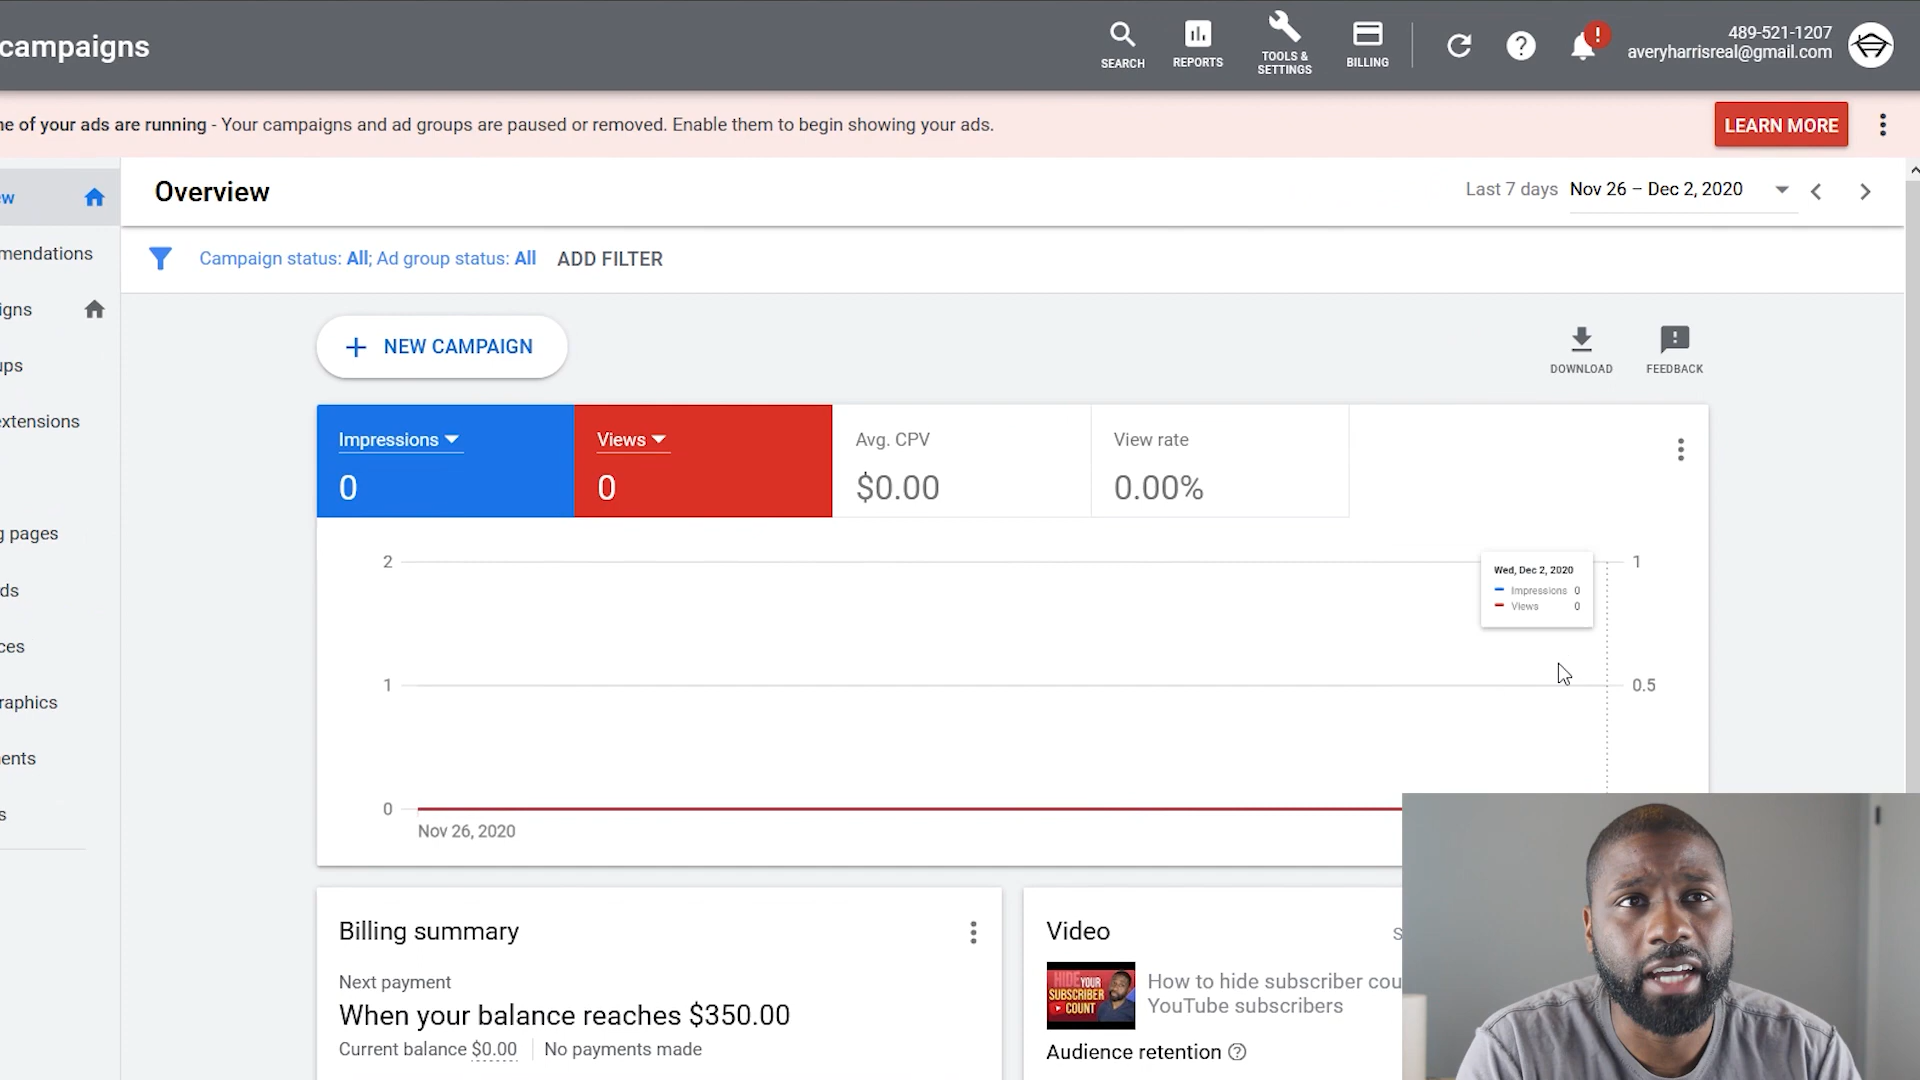 campaigns
SEARCH
REPORTS
TOOLS &
SETTINGS
BILLING
!
489-521-1207
averyharrisreal@gmail.com
ne of your ads are running - Your campaigns and ad groups are paused or removed. Enable them to begin showing your ads.
LEARN MORE
ew
mendations
igns
ups
extensions
g pages
ds
ces
raphics
ents
s
Overview
Last 7 days Nov 26 – Dec 2, 2020
Campaign status: All; Ad group status: All ADD FILTER
+ NEW CAMPAIGN
DOWNLOAD
FEEDBACK
Impressions
0
Views
0
Avg. CPV
$0.00
View rate
0.00%
2
1
0
1
0.5
Wed, Dec 2, 2020
Impressions 0
Views 0
Nov 26, 2020
Billing summary
Next payment
When your balance reaches $350.00
Current balance $0.00
No payments made
Video
S
HIDE YOUR
SUBSCRIBER
COUNT
How to hide subscriber cou
YouTube subscribers
Audience retention ?